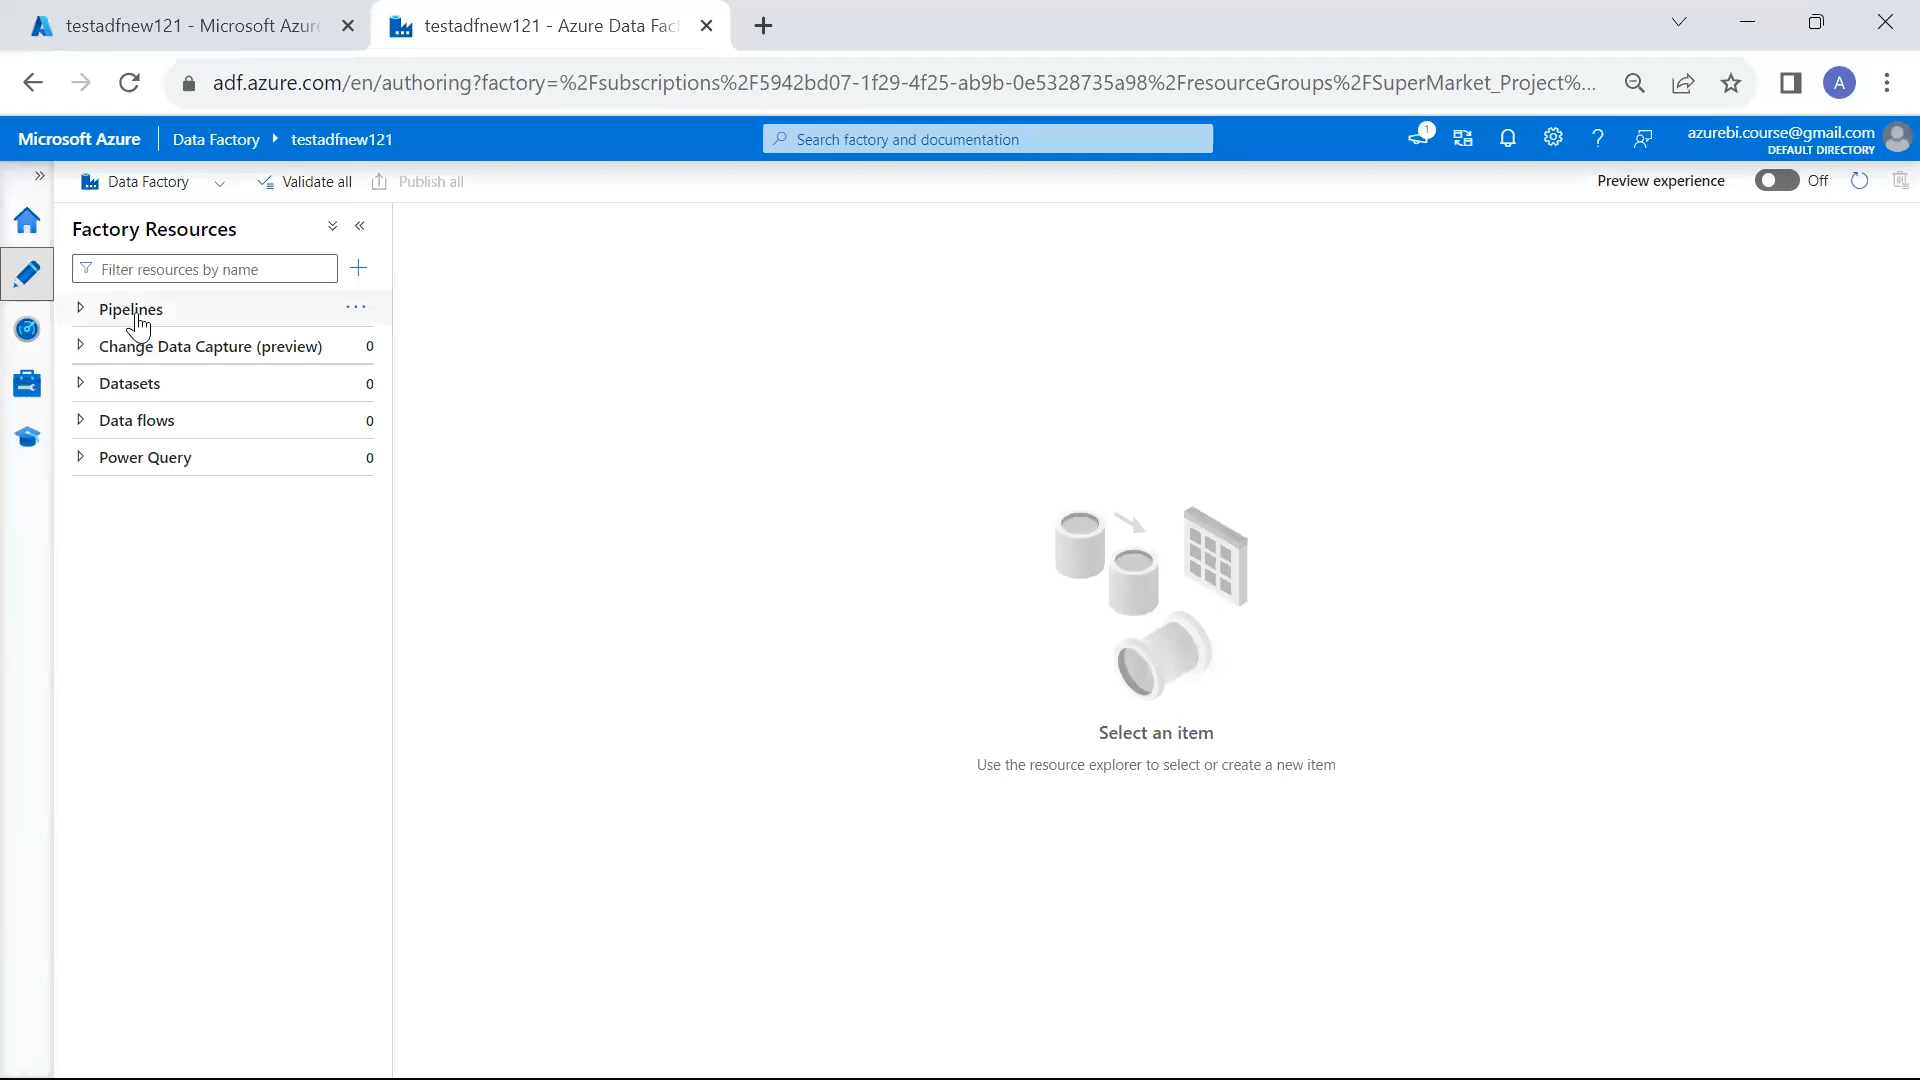 testadfnew121 - Microsoft Azur
testadfnew121 - Azure Data Fac
adf.azure.com/en/authoring?factory=%2Fsubscriptions%2F5942bd07-1f29-4f25-ab9b-0e5328735a98%2FresourceGroups%2FSuperMarket_Project%...
A
Microsoft Azure
Data Factory
testadfnew121
Search factory and documentation
1
azurebi.course@gmail.com
DEFAULT DIRECTORY
Data Factory
Validate all
Publish all
Preview experience
Off
Factory Resources
Filter resources by name
Pipelines
Change Data Capture (preview) 0
Datasets 0
Data flows 0
Power Query 0
Select an item
Use the resource explorer to select or create a new item